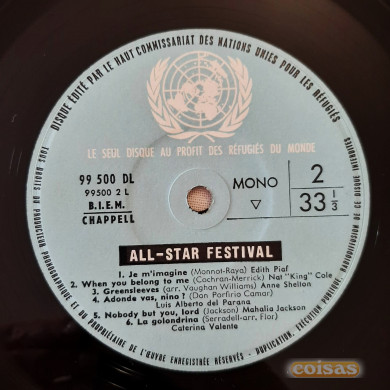 DISQUE ÉDITÉ PAR LE HAUT COMMISSARIAT DES NATIONS UNIES POUR LES RÉFUGIÉS
LE SEUL DISQUE AU PROFIT DES RÉFUGIÉS DU MONDE
99 500 DL
99500 2 L
B.I.E.M.
CHAPPELL
MONO
2
33 1/3
ALL-STAR FESTIVAL
1. Je m'imagine (Monnot-Raya) Edith Piaf
2. When you belong to me (Cochran-Merrick) Nat "King" Cole
3. Greensleeves (arr. Vaughan Williams) Anne Shelton
4. Adonde vas, nino ? (Don Porfirio Camar)
Luis Alberto del Parana
5. Nobody but you, lord (Jackson) Mahalia Jackson
6. La golondrina (Serradell-arr. Flor)
Caterina Valente
TOUS DROITS DU PRODUCTEUR PHONOGRAPHIQUE ET DU PROPRIÉTAIRE DE L'ŒUVRE ENREGISTRÉE RÉSERVÉS - DUPLICATION, EXÉCUTION PUBLIQUE, RADIODIFFUSION DE CE DISQUE INTERDITES
coisas